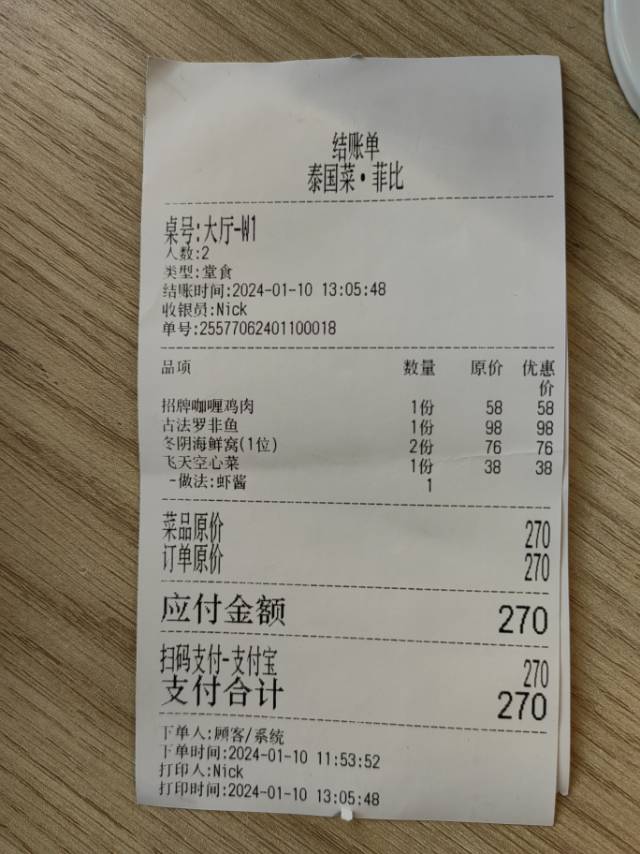 结账单
泰国菜•菲比
桌号:大厅-W1
人数:2
类型:堂食
结账时间:2024-01-10 13:05:48
收银员:Nick
单号:25577062401100018
品项 数量 原价 优惠价
招牌咖喱鸡肉 1份 58 58
古法罗非鱼 1份 98 98
冬阴海鲜窝(1位) 2份 76 76
飞天空心菜 1份 38 38
-做法:虾酱 1
菜品原价 270
订单原价 270
应付金额 270
扫码支付-支付宝 270
支付合计 270
下单人:顾客/系统
下单时间:2024-01-10 11:53:52
打印人:Nick
打印时间:2024-01-10 13:05:48